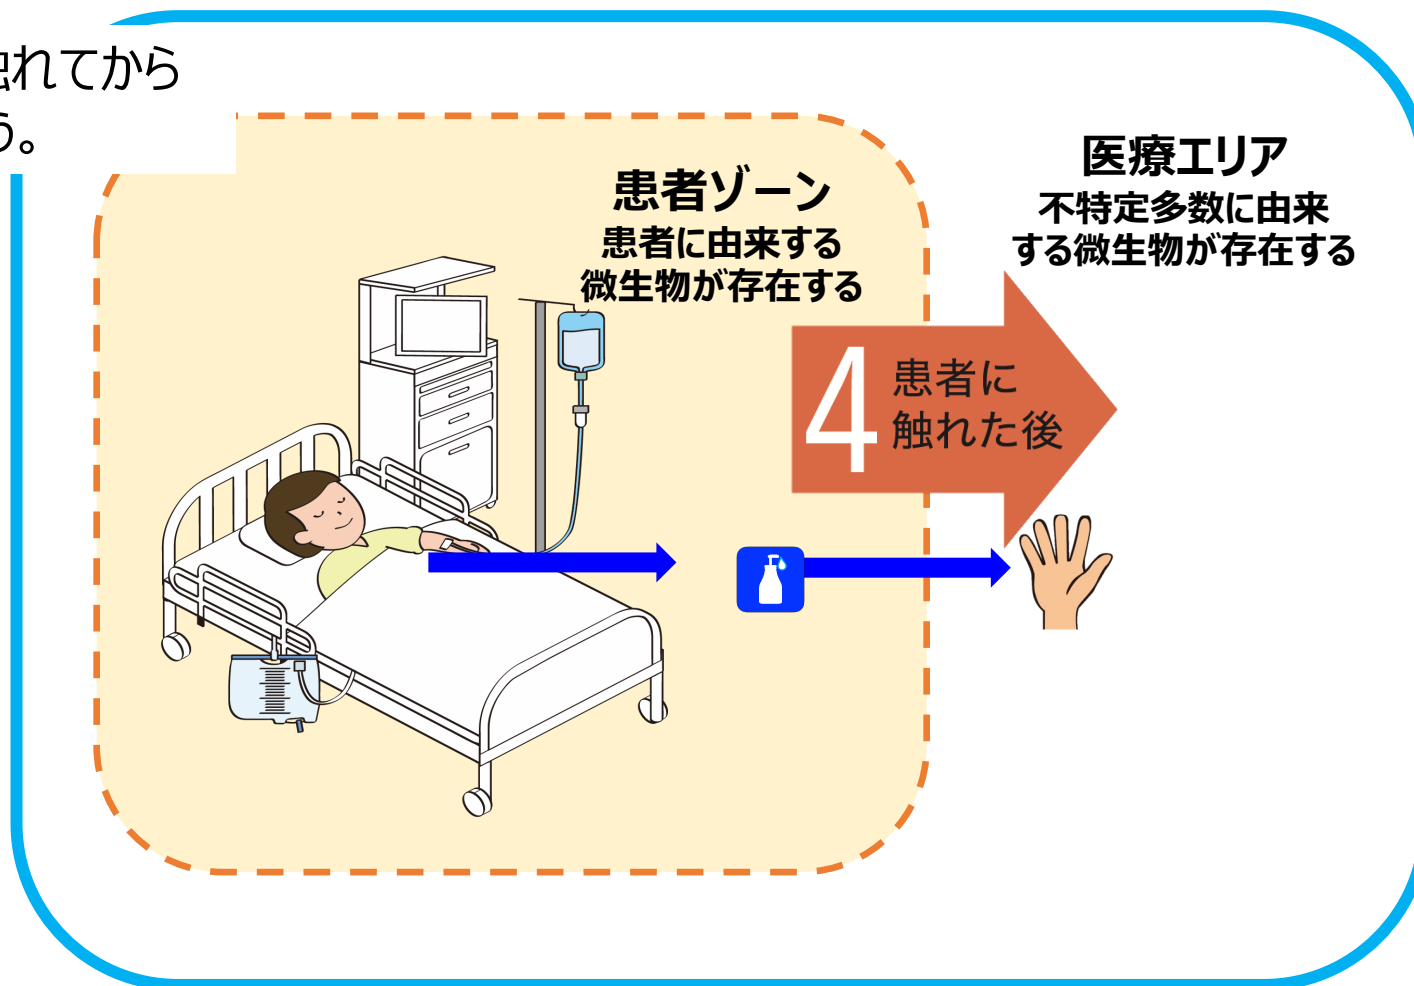 触れてから
う。
患者ゾーン
患者に由来する
微生物が存在する
医療エリア
不特定多数に由来
する微生物が存在する
4 患者に
触れた後